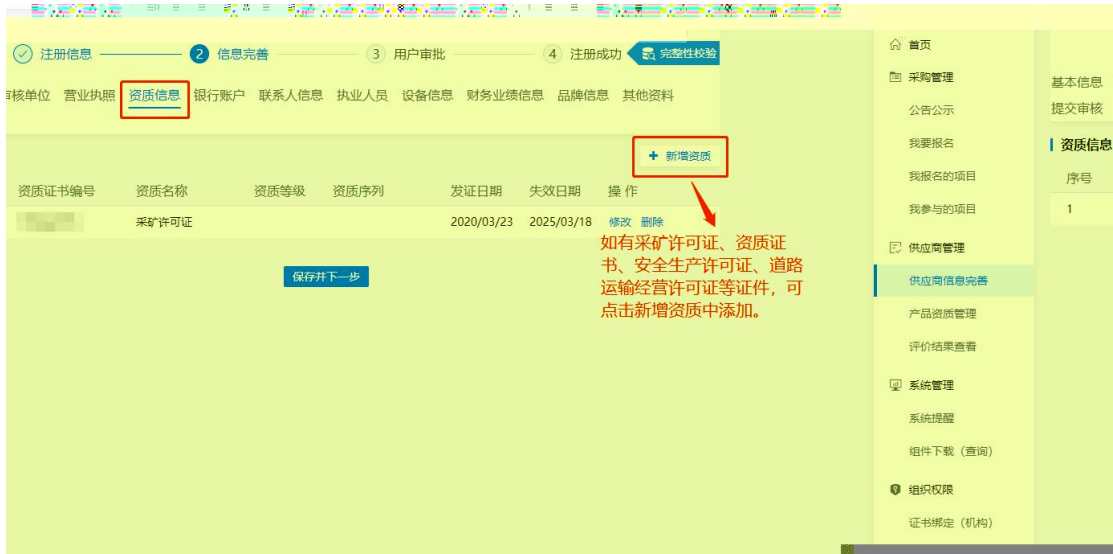 注册信息
2 信息完善
3 用户审批
4 注册成功
完整性校验
审核单位 营业执照 资质信息 银行账户 联系人信息 执业人员 设备信息 财务业绩信息 品牌信息 其他资料
+ 新增资质
资质证书编号 资质名称 资质等级 资质序列 发证日期 失效日期 操 作
采矿许可证 2020/03/23 2025/03/18 修改 删除
如有采矿许可证、资质证
书、安全生产许可证、道路
运输经营许可证等证件，可
点击新增资质中添加。
保存并下一步
首页
采购管理
公告公示
我要报名
我报名的项目
我参与的项目
供应商管理
供应商信息完善
产品资质管理
评价结果查看
系统管理
系统提醒
组件下载（查询）
组织权限
证书绑定（机构）
基本信息
提交审核
资质信息
序号
1